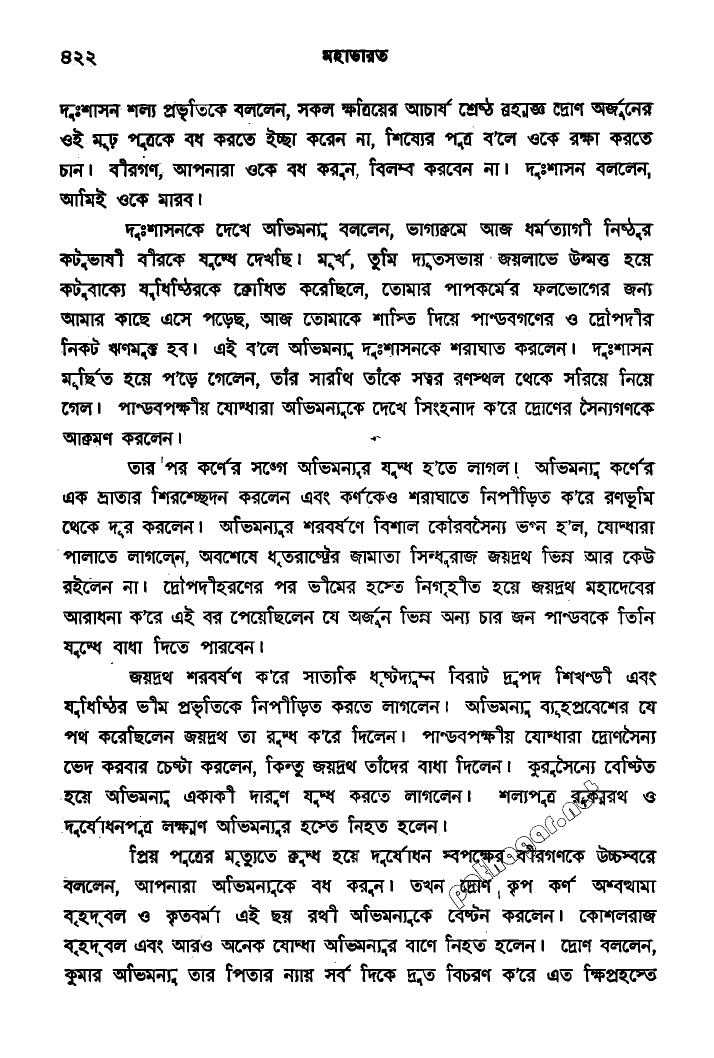 ৪২২ মহাভারত
দুঃশাসন শল্য প্রভৃতিকে বললেন, সকল ক্ষত্রিয়ের আচার্য শ্রেষ্ঠ ব্রহ্মজ্ঞ দ্রোণ অর্জুনের
ওই মূঢ় পুত্রকে বধ করতে ইচ্ছা করেন না, শিষ্যের পুত্র ব'লে ওকে রক্ষা করতে
চান। বীরগণ, আপনারা ওকে বধ করুন, বিলম্ব করবেন না। দুঃশাসন বললেন,
আমিই ওকে মারব।
দুঃশাসনকে দেখে অভিমন্যু বললেন, ভাগ্যক্রমে আজ ধর্মত্যাগী নিষ্ঠুর
কটুভাষী বীরকে যুদ্ধে দেখছি। মূর্খ, তুমি দ্যূতসভায় জয়লাভে উন্মত্ত হয়ে
কটুবাক্যে যুধিষ্ঠিরকে ক্রোধিত করেছিলে, তোমার পাপকর্মের ফলভোগের জন্য
আমার কাছে এসে পড়েছ, আজ তোমাকে শাস্তি দিয়ে পাণ্ডবগণের ও দ্রৌপদীর
নিকট ঋণমুক্ত হব। এই ব'লে অভিমন্যু দুঃশাসনকে শরাঘাত করলেন। দুঃশাসন
মূর্ছিত হয়ে প'ড়ে গেলেন, তাঁর সারথি তাঁকে সত্বর রণস্থল থেকে সরিয়ে নিয়ে
গেল। পাণ্ডবপক্ষীয় যোদ্ধারা অভিমন্যুকে দেখে সিংহনাদ ক'রে দ্রোণের সৈন্যগণকে
আক্রমণ করলেন।
তার পর কর্ণের সঙ্গে অভিমন্যুর যুদ্ধ হ'তে লাগল। অভিমন্যু কর্ণের
এক ভ্রাতার শিরশ্ছেদন করলেন এবং কর্ণকেও শরাঘাতে নিপীড়িত ক'রে রণভূমি
থেকে দূর করলেন। অভিমন্যুর শরবর্ষণে বিশাল কৌরবসৈন্য ভগ্ন হ'ল, যোদ্ধারা
পালাতে লাগলেন, অবশেষে ধৃতরাষ্ট্রের জামাতা সিন্ধুরাজ জয়দ্রথ ভিন্ন আর কেউ
রইলেন না। দ্রৌপদীহরণের পর ভীমের হস্তে নিগৃহীত হয়ে জয়দ্রথ মহাদেবের
আরাধনা ক'রে এই বর পেয়েছিলেন যে অর্জুন ভিন্ন অন্য চার জন পাণ্ডবকে তিনি
যুদ্ধে বাধা দিতে পারবেন।
জয়দ্রথ শরবর্ষণ ক'রে সাত্যকি ধৃষ্টদ্যুম্ন বিরাট দ্রুপদ শিখণ্ডী এবং
যুধিষ্ঠির ভীম প্রভৃতিকে নিপীড়িত করতে লাগলেন। অভিমন্যু ব্যূহপ্রবেশের যে
পথ করেছিলেন জয়দ্রথ তা রুদ্ধ ক'রে দিলেন। পাণ্ডবপক্ষীয় যোদ্ধারা দ্রোণসৈন্য
ভেদ করবার চেষ্টা করলেন, কিন্তু জয়দ্রথ তাঁদের বাধা দিলেন। কুরুসৈন্যে বেষ্টিত
হয়ে অভিমন্যু একাকী দারুণ যুদ্ধ করতে লাগলেন। শল্যপুত্র রুক্মরথ ও
দুর্যোধনপুত্র লক্ষ্মণ অভিমন্যুর হস্তে নিহত হলেন।
প্রিয় পুত্রের মৃত্যুতে ক্রুদ্ধ হয়ে দুর্যোধন স্বপক্ষের বীরগণকে উচ্চস্বরে
বললেন, আপনারা অভিমন্যুকে বধ করুন। তখন দ্রোণ কৃপ কর্ণ অশ্বত্থামা
বৃহদ্‌বল ও কৃতবর্মা এই ছয় রথী অভিমন্যুকে বেষ্টন করলেন। কোশলরাজ
বৃহদ্‌বল এবং আরও অনেক যোদ্ধা অভিমন্যুর বাণে নিহত হলেন। দ্রোণ বললেন,
কুমার অভিমন্যু তার পিতার ন্যায় সর্ব দিকে দ্রুত বিচরণ ক'রে এত ক্ষিপ্রহস্তে
pathagar.net